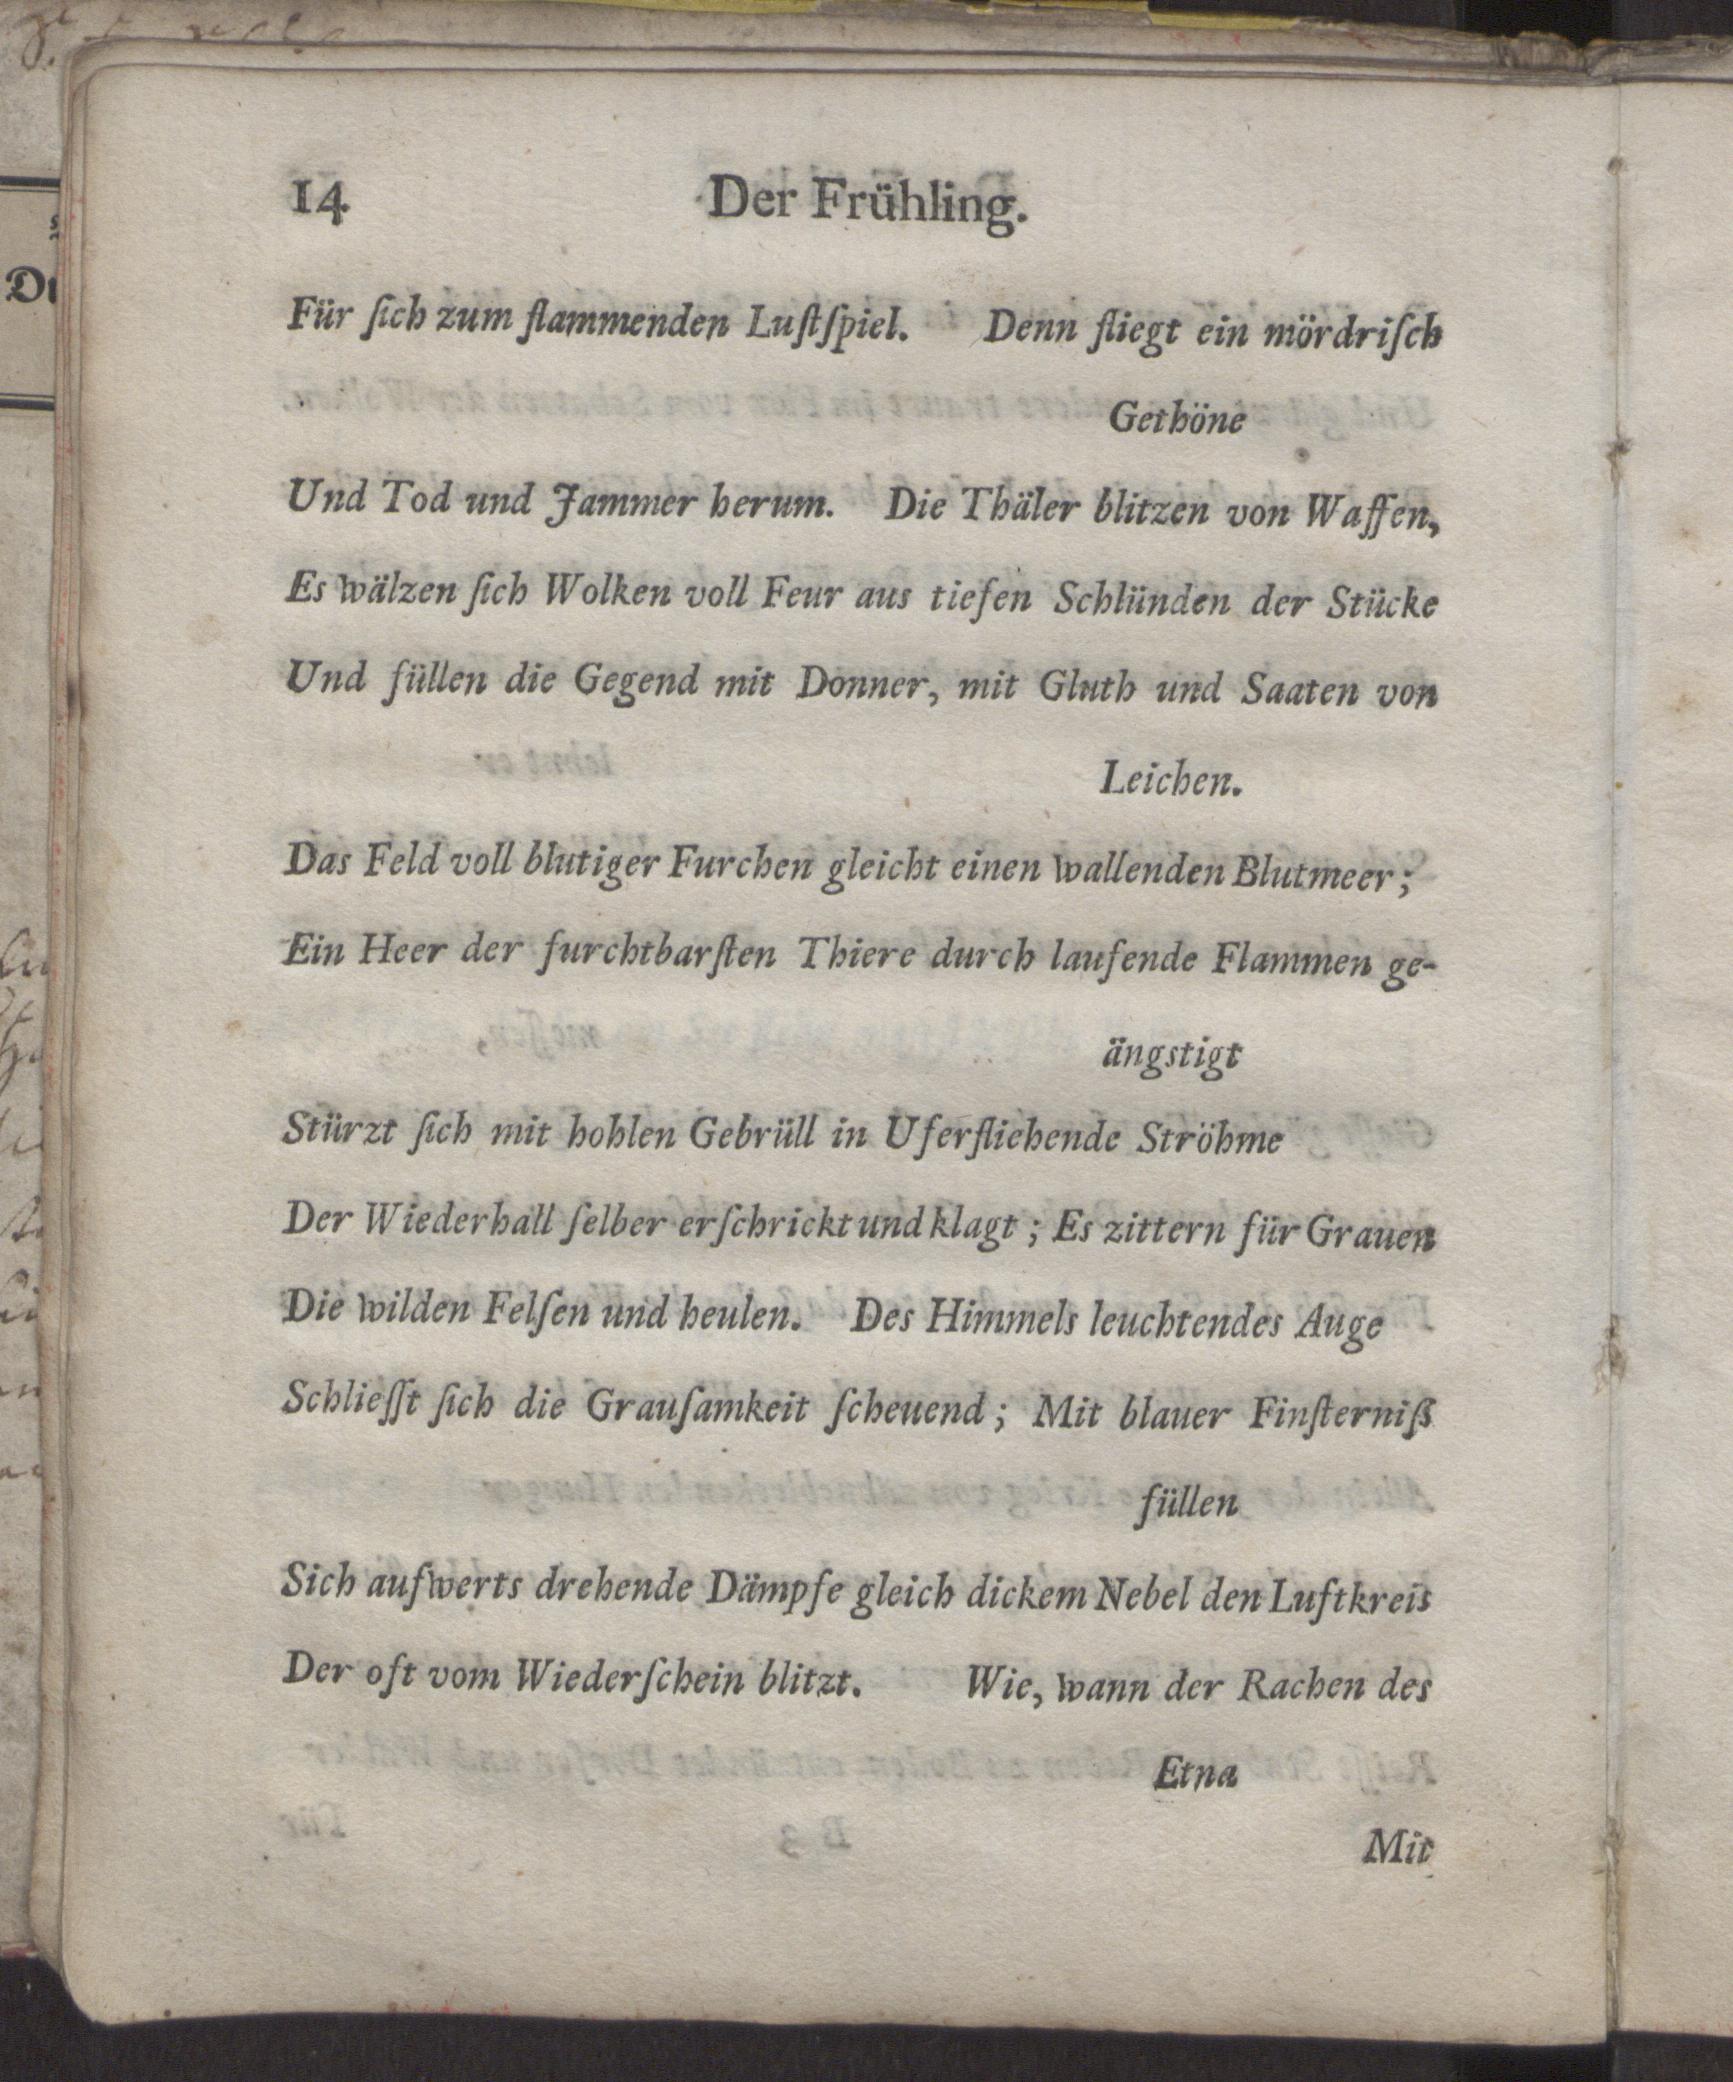 14 Der Frühling.
Für ſich zum flammenden Luſtſpiel. Denn fliegt ein mördriſch
Gethöne
Und Tod und Jammer herum. Die Thäler blitzen von Waffen,
Es wälzen ſich Wolken voll Feur aus tiefen Schlünden der Stücke
Und füllen die Gegend mit Donner, mit Gluth und Saaten von
Leichen.
Das Feld voll blutiger Furchen gleicht einen wallenden Blutmeer;
Ein Heer der furchtbarſten Thiere durch laufende Flammen ge-
ängstigt
Stürzt ſich mit hohlen Gebrüll in Uferfliehende Ströhme
Der Wiederhall ſelber erſchrickt und klagt; Es zittern für Grauen
Die wilden Felſen und heulen. Des Himmels leuchtendes Auge
Schlieſſt ſich die Grauſamkeit ſcheuend; Mit blauer Finſterniß
füllen
Sich aufwerts drehende Dämpfe gleich dickem Nebel den Luftkreis
Der oft vom Wiederſchein blitzt. Wie, wann der Rachen des
Etna
Mit